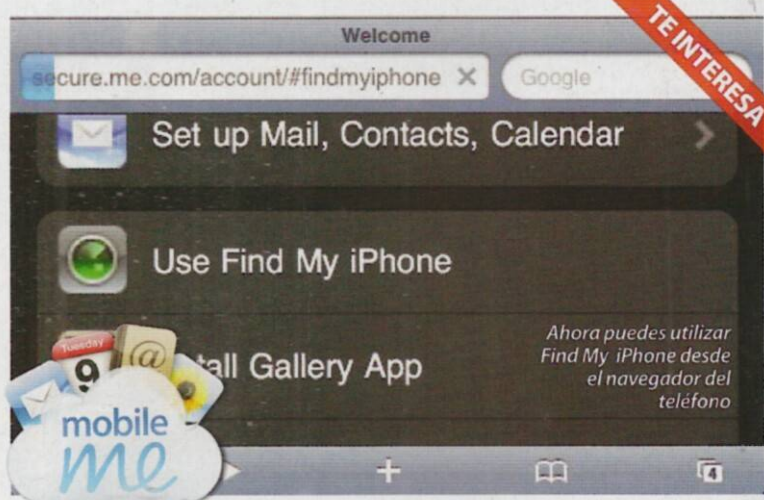 TE INTERESA
Welcome
secure.me.com/account/#findmyiphone
Google
Set up Mail, Contacts, Calendar
Use Find My iPhone
tall Gallery App
Ahora puedes utilizar
Find My iPhone desde
el navegador del
teléfono
Tuesday
9
@
mobile
me
4